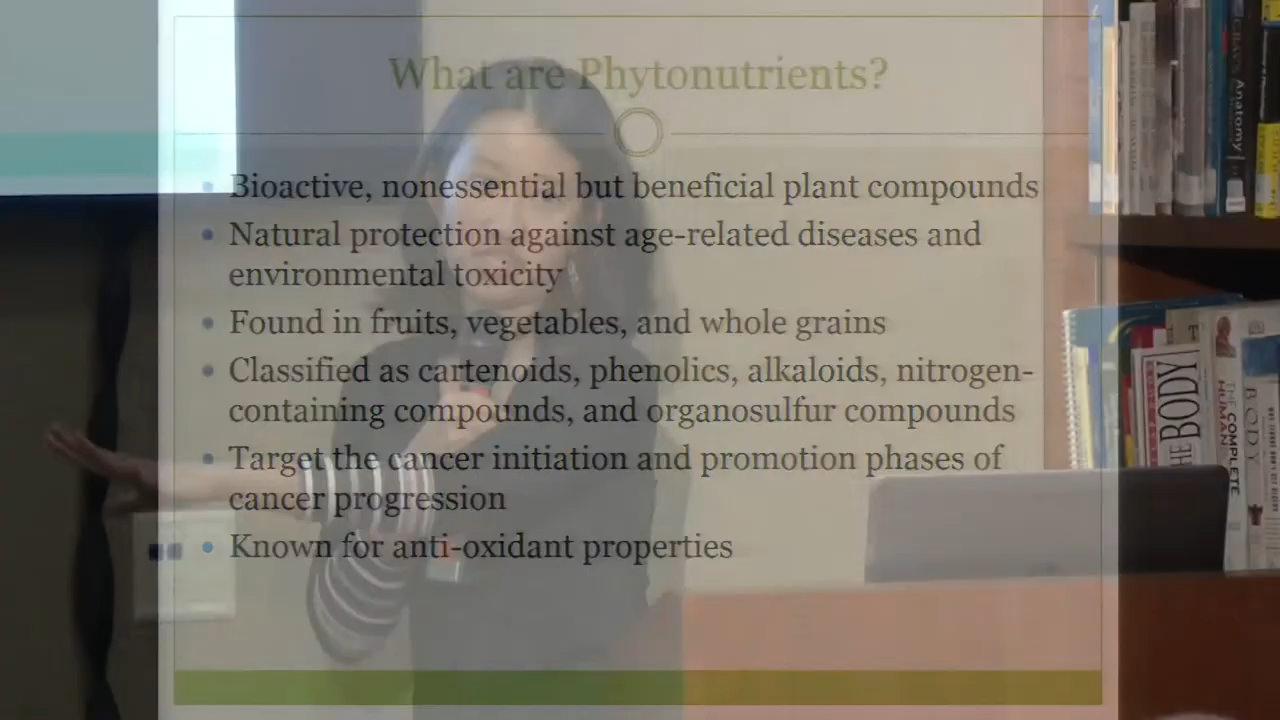 What are Phytonutrients?
Bioactive, nonessential but beneficial plant compounds
Natural protection against age-related diseases and
environmental toxicity
Found in fruits, vegetables, and whole grains
Classified as cartenoids, phenolics, alkaloids, nitrogen-
containing compounds, and organosulfur compounds
Target the cancer initiation and promotion phases of
cancer progression
Known for anti-oxidant properties
Anatomy
THE BODY
THE COMPLETE HUMAN BODY